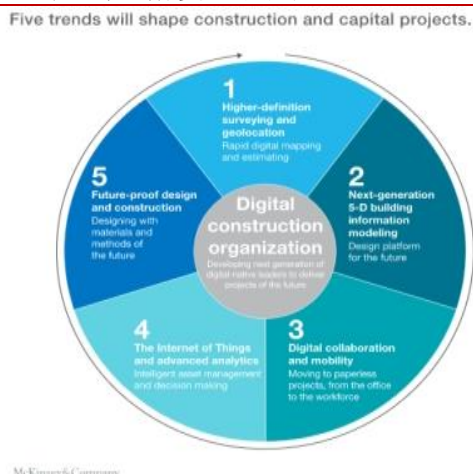 Five trends will shape construction and capital projects.
1
Higher-definition
surveying and
geolocation
Rapid digital mapping
and estimating
2
Next-generation
5-D building
information
modeling
Design platform
for the future
3
Digital collaboration
and mobility
Moving to paperless
projects, from the office
to the workforce
4
The Internet of Things
and advanced analytics
Intelligent asset management
and decision making
5
Future-proof design
and construction
Designing with
materials and
methods of
the future
Digital
construction
organization
Developing next generation of
digital native leaders to deliver
projects of the future
McKinsey&Company